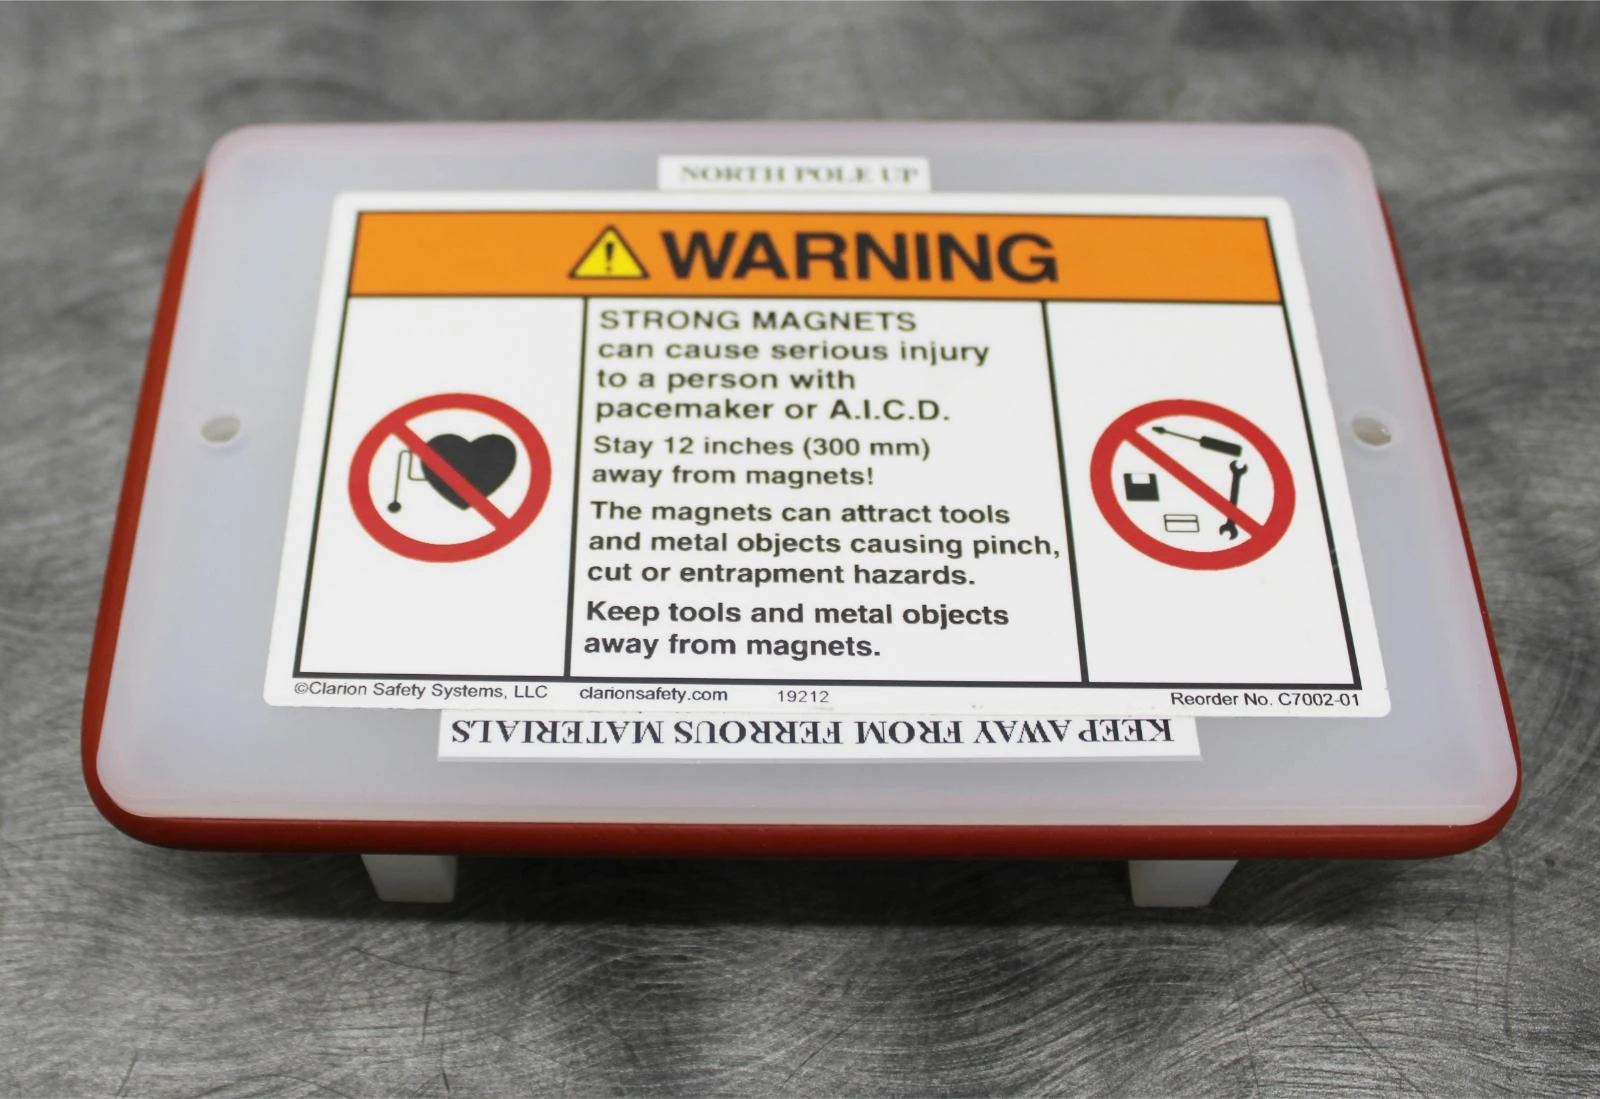 NORTH POLE UP
WARNING
STRONG MAGNETS
can cause serious injury
to a person with
pacemaker or A.I.C.D.
Stay 12 inches (300 mm)
away from magnets!
The magnets can attract tools
and metal objects causing pinch,
cut or entrapment hazards.
Keep tools and metal objects
away from magnets.
©Clarion Safety Systems, LLC clarionsafety.com 19212 Reorder No. C7002-01
KEEP AWAY FROM FERROUS MATERIALS